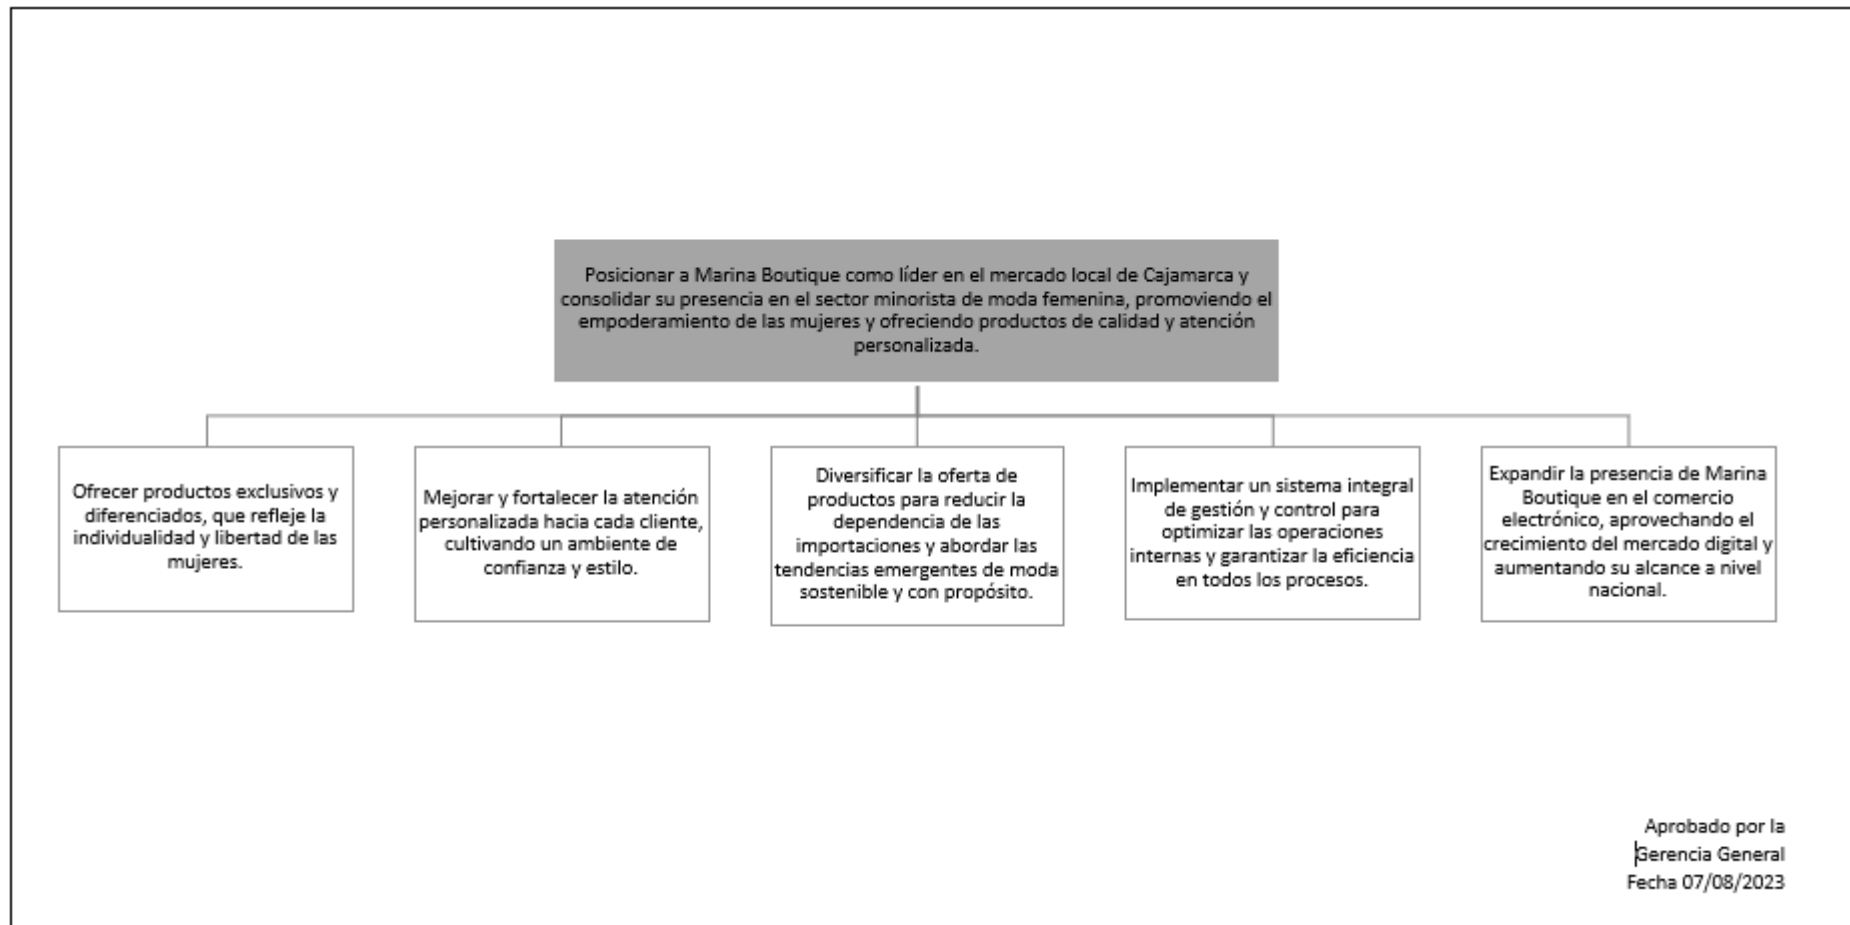 Posicionar a Marina Boutique como líder en el mercado local de Cajamarca y
consolidar su presencia en el sector minorista de moda femenina, promoviendo el
empoderamiento de las mujeres y ofreciendo productos de calidad y atención
personalizada.
Ofrecer productos exclusivos y
diferenciados, que refleje la
individualidad y libertad de las
mujeres.
Mejorar y fortalecer la atención
personalizada hacia cada cliente,
cultivando un ambiente de
confianza y estilo.
Diversificar la oferta de
productos para reducir la
dependencia de las
importaciones y abordar las
tendencias emergentes de moda
sostenible y con propósito.
Implementar un sistema integral
de gestión y control para
optimizar las operaciones
internas y garantizar la eficiencia
en todos los procesos.
Expandir la presencia de Marina
Boutique en el comercio
electrónico, aprovechando el
crecimiento del mercado digital y
aumentando su alcance a nivel
nacional.
Aprobado por la
Gerencia General
Fecha 07/08/2023